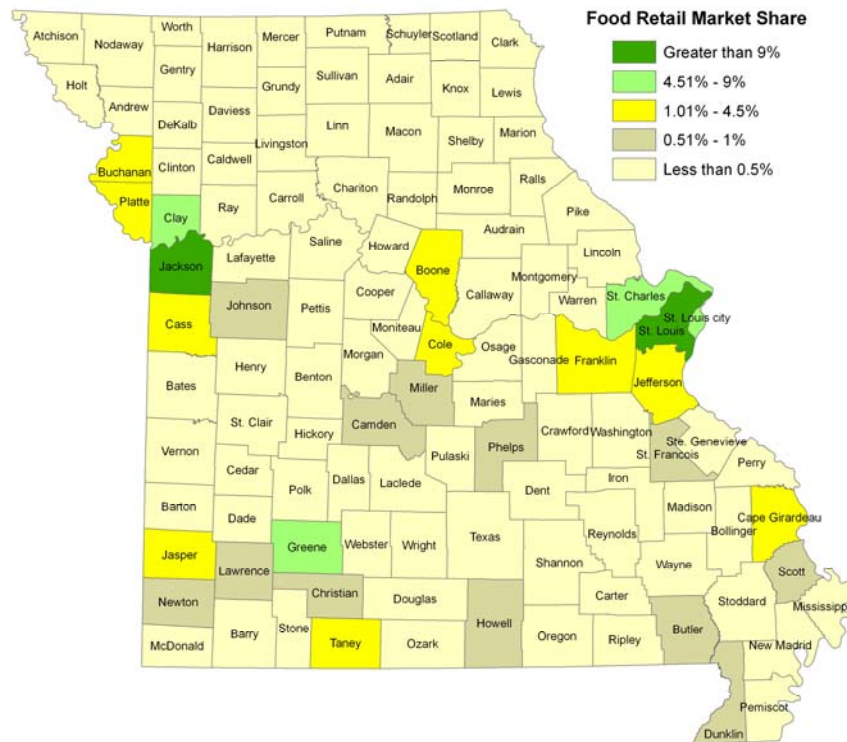 Food Retail Market Share
Greater than 9%
4.51% - 9%
1.01% - 4.5%
0.51% - 1%
Less than 0.5%
Atchison
Nodaway
Worth
Harrison
Mercer
Putnam
Schuyler
Scotland
Clark
Holt
Gentry
Grundy
Sullivan
Adair
Knox
Lewis
Andrew
DeKalb
Daviess
Livingston
Linn
Macon
Shelby
Marion
Buchanan
Clinton
Caldwell
Chariton
Randolph
Monroe
Ralls
Platte
Clay
Ray
Carroll
Pike
Audrain
Saline
Howard
Boone
Lincoln
Jackson
Lafayette
Montgomery
Callaway
Warren
St. Charles
St. Louis city
St. Louis
Johnson
Pettis
Cooper
Moniteau
Cass
Cole
Osage
Gasconade
Franklin
Jefferson
Henry
Morgan
Benton
Miller
Maries
Bates
St. Clair
Hickory
Camden
Phelps
Crawford
Washington
Ste. Genevieve
St. Francois
Vernon
Cedar
Polk
Dallas
Laclede
Pulaski
Dent
Iron
Perry
Barton
Dade
Madison
Bollinger
Cape Girardeau
Jasper
Greene
Webster
Wright
Texas
Shannon
Reynolds
Wayne
Lawrence
Scott
Newton
Christian
Douglas
Howell
Carter
Butler
Stoddard
Mississippi
McDonald
Barry
Stone
Taney
Ozark
Oregon
Ripley
New Madrid
Pemiscot
Dunklin